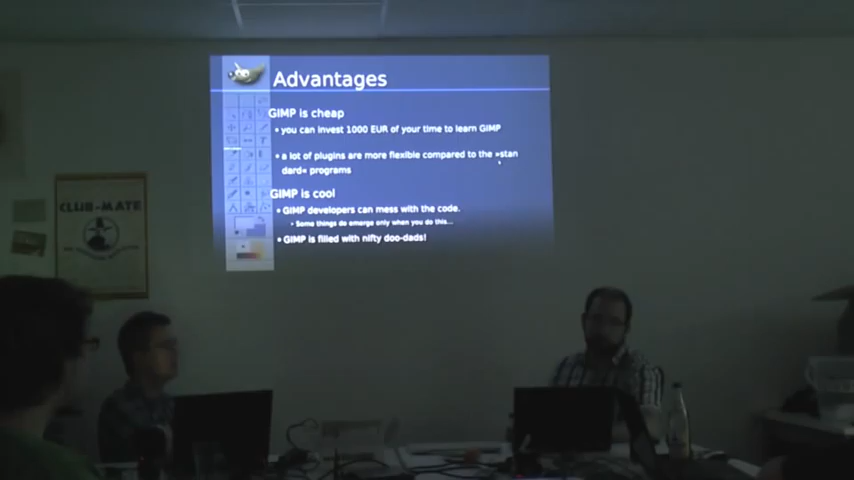 Advantages
GIMP is cheap
• you can invest 1000 EUR of your time to learn GIMP
• a lot of plugins are more flexible compared to the »stan
dard« programs
GIMP is cool
• GIMP developers can mess with the code.
• Some things do emerge only when you do this...
• GIMP is filled with nifty doo-dads!
CLUB-MATE